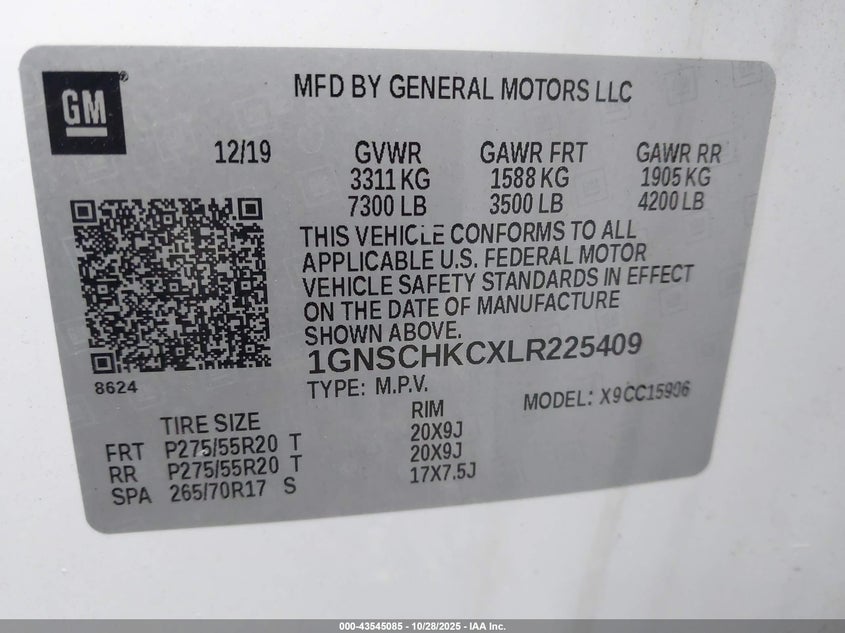 GM
MFD BY GENERAL MOTORS LLC
12/19 GVWR GAWR FRT GAWR RR
3311 KG 1588 KG 1905 KG
7300 LB 3500 LB 4200 LB
THIS VEHICLE CONFORMS TO ALL
APPLICABLE U.S. FEDERAL MOTOR
VEHICLE SAFETY STANDARDS IN EFFECT
ON THE DATE OF MANUFACTURE
SHOWN ABOVE.
1GNSCHKCXLR225409
8624
TYPE: M.P.V. MODEL: X9CC15906
TIRE SIZE RIM
FRT P275/55R20 T 20X9J
RR P275/55R20 T 20X9J
SPA 265/70R17 S 17X7.5J
000-43545085 - 10/28/2025 - IAA Inc.